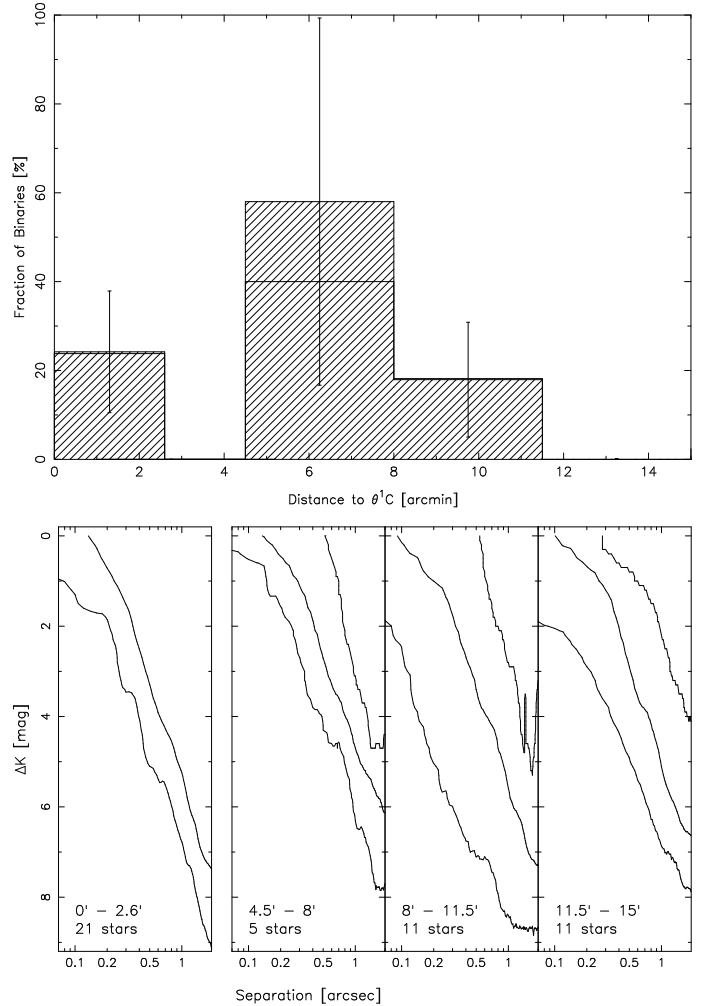 100
80
60
40
20
0
Fraction of Binaries [%]
0 2 4 6 8 10 12 14
Distance to θ¹C [arcmin]
0
2
4
6
8
ΔK [mag]
0' – 2.6'
21 stars
4.5' – 8'
5 stars
8' – 11.5'
11 stars
11.5' – 15'
11 stars
0.1 0.2 0.5 1 0.1 0.2 0.5 1 0.1 0.2 0.5 1 0.1 0.2 0.5 1
Separation [arcsec]